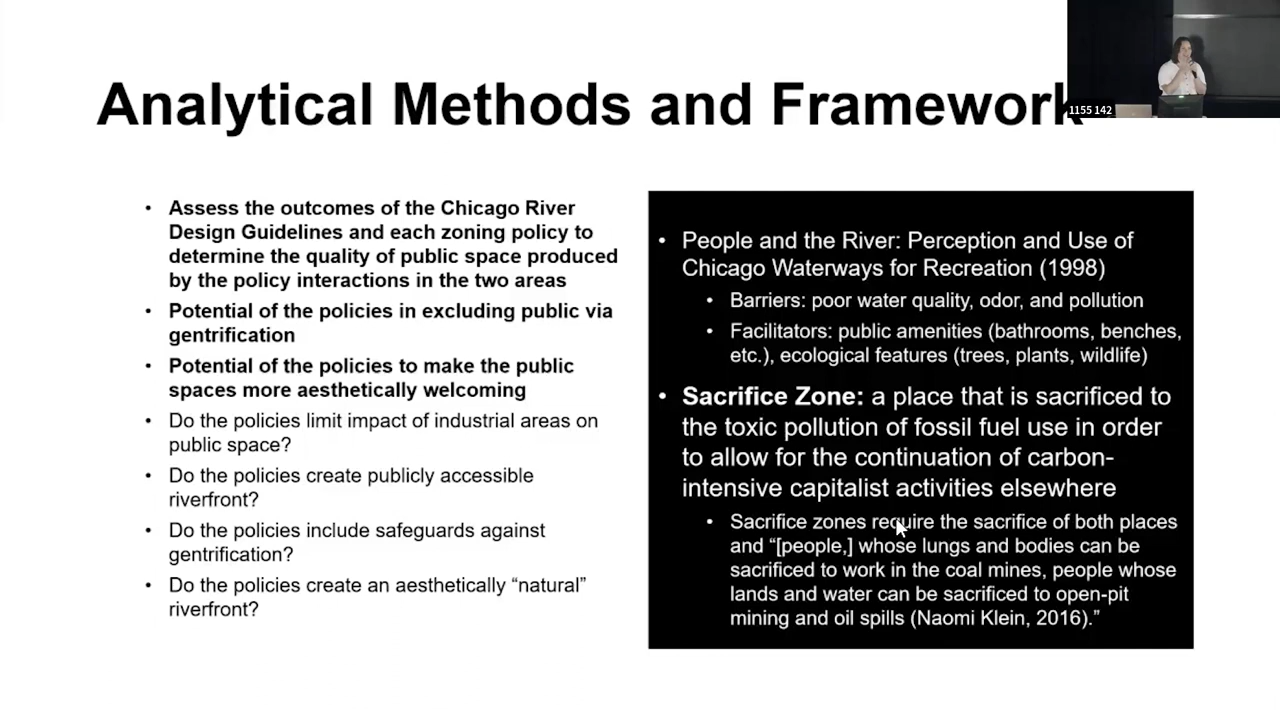 Analytical Methods and Framework
1155 142
• Assess the outcomes of the Chicago River
Design Guidelines and each zoning policy to
determine the quality of public space produced
by the policy interactions in the two areas
• Potential of the policies in excluding public via
gentrification
• Potential of the policies to make the public
spaces more aesthetically welcoming
• Do the policies limit impact of industrial areas on
public space?
• Do the policies create publicly accessible
riverfront?
• Do the policies include safeguards against
gentrification?
• Do the policies create an aesthetically “natural”
riverfront?
• People and the River: Perception and Use of
Chicago Waterways for Recreation (1998)
• Barriers: poor water quality, odor, and pollution
• Facilitators: public amenities (bathrooms, benches,
etc.), ecological features (trees, plants, wildlife)
• Sacrifice Zone: a place that is sacrificed to
the toxic pollution of fossil fuel use in order
to allow for the continuation of carbon-
intensive capitalist activities elsewhere
• Sacrifice zones require the sacrifice of both places
and “[people,] whose lungs and bodies can be
sacrificed to work in the coal mines, people whose
lands and water can be sacrificed to open-pit
mining and oil spills (Naomi Klein, 2016).”